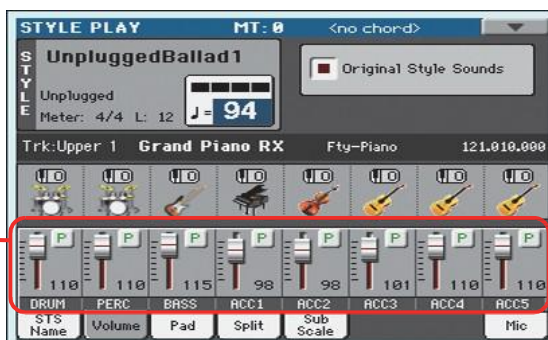 STYLE PLAY MT: 0 <no chord>
STYLE
UnpluggedBallad1
Unplugged
Meter: 4/4 L: 12 ♩= 94
Original Style Sounds
Trk:Upper 1 Grand Piano RX Fty-Piano 121.010.000
P P P P P P P P
110 110 115 98 98 101 110 110
DRUM PERC BASS ACC1 ACC2 ACC3 ACC4 ACC5
STS Name Volume Pad Split Sub Scale Mic